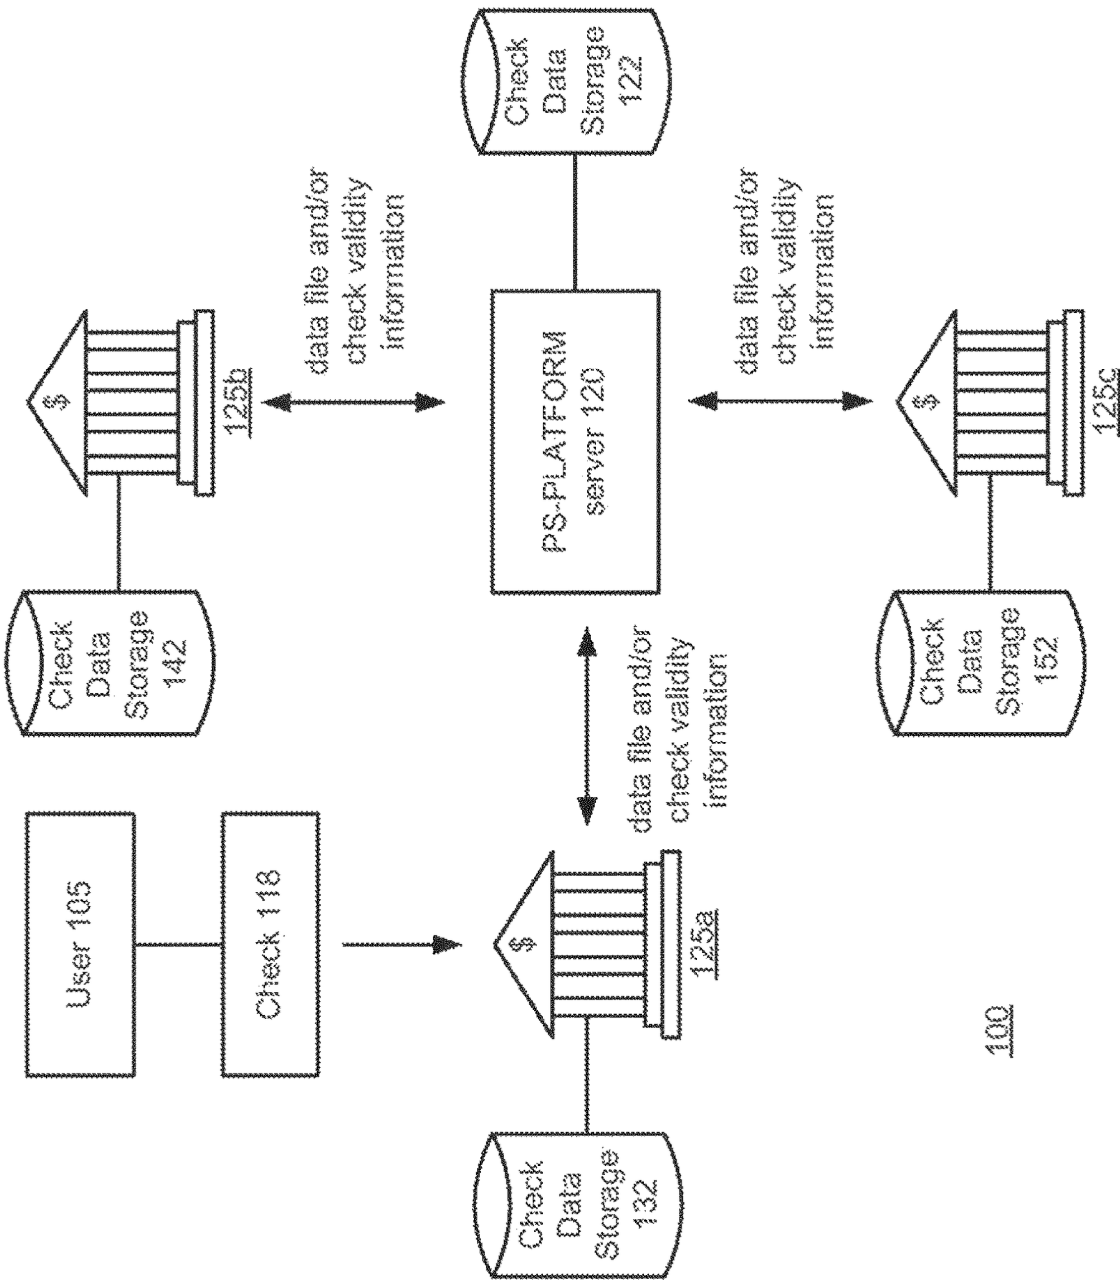 User 105
Check 118
$
125a
Check
Data
Storage
132
data file and/or
check validity
information
Check
Data
Storage
142
$
125b
data file and/or
check validity
information
PS-PLATFORM
server 120
Check
Data
Storage
122
data file and/or
check validity
information
Check
Data
Storage
152
$
125c
100